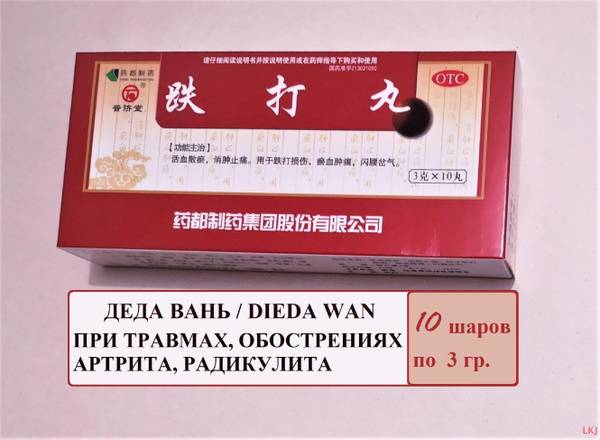 请仔细阅读说明书并按说明使用或在药师指导下购买和使用
国药准字Z13021080
药都制药
普济堂
OTC
跌打丸
【功能主治】
活血散瘀，消肿止痛。用于跌打损伤，瘀血肿痛，闪腰岔气。
3克×10丸
药都制药集团股份有限公司
ДЕДА ВАНЬ / DIEDA WAN
ПРИ ТРАВМАХ, ОБОСТРЕНИЯХ
АРТРИТА, РАДИКУЛИТА
10 шаров
по 3 гр.
LKJ